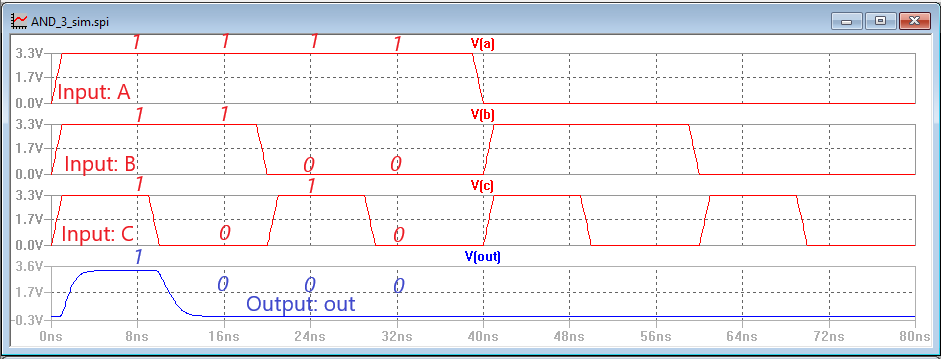 AND_3_sim.spi
1 1 1 1 V(a)
3.3V
1.7V
Input: A
0.0V
1 1 V(b)
3.3V
1.7V
Input: B 0 0
0.0V
1 1 V(c)
3.3V
1.7V
Input: C 0 0
0.0V
1 V(out)
3.6V
1.7V 0 0 0
Output: out
-0.3V
0ns 8ns 16ns 24ns 32ns 40ns 48ns 56ns 64ns 72ns 80ns